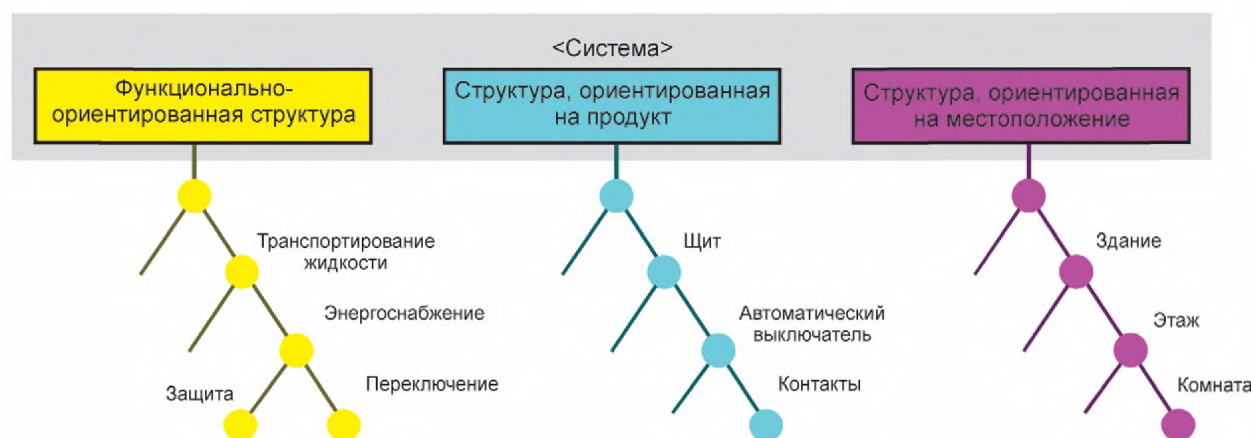 <Система>
Функционально-
ориентированная структура
Структура, ориентированная
на продукт
Структура, ориентированная
на местоположение
Транспортирование
жидкости
Энергоснабжение
Защита
Переключение
Щит
Автоматический
выключатель
Контакты
Здание
Этаж
Комната